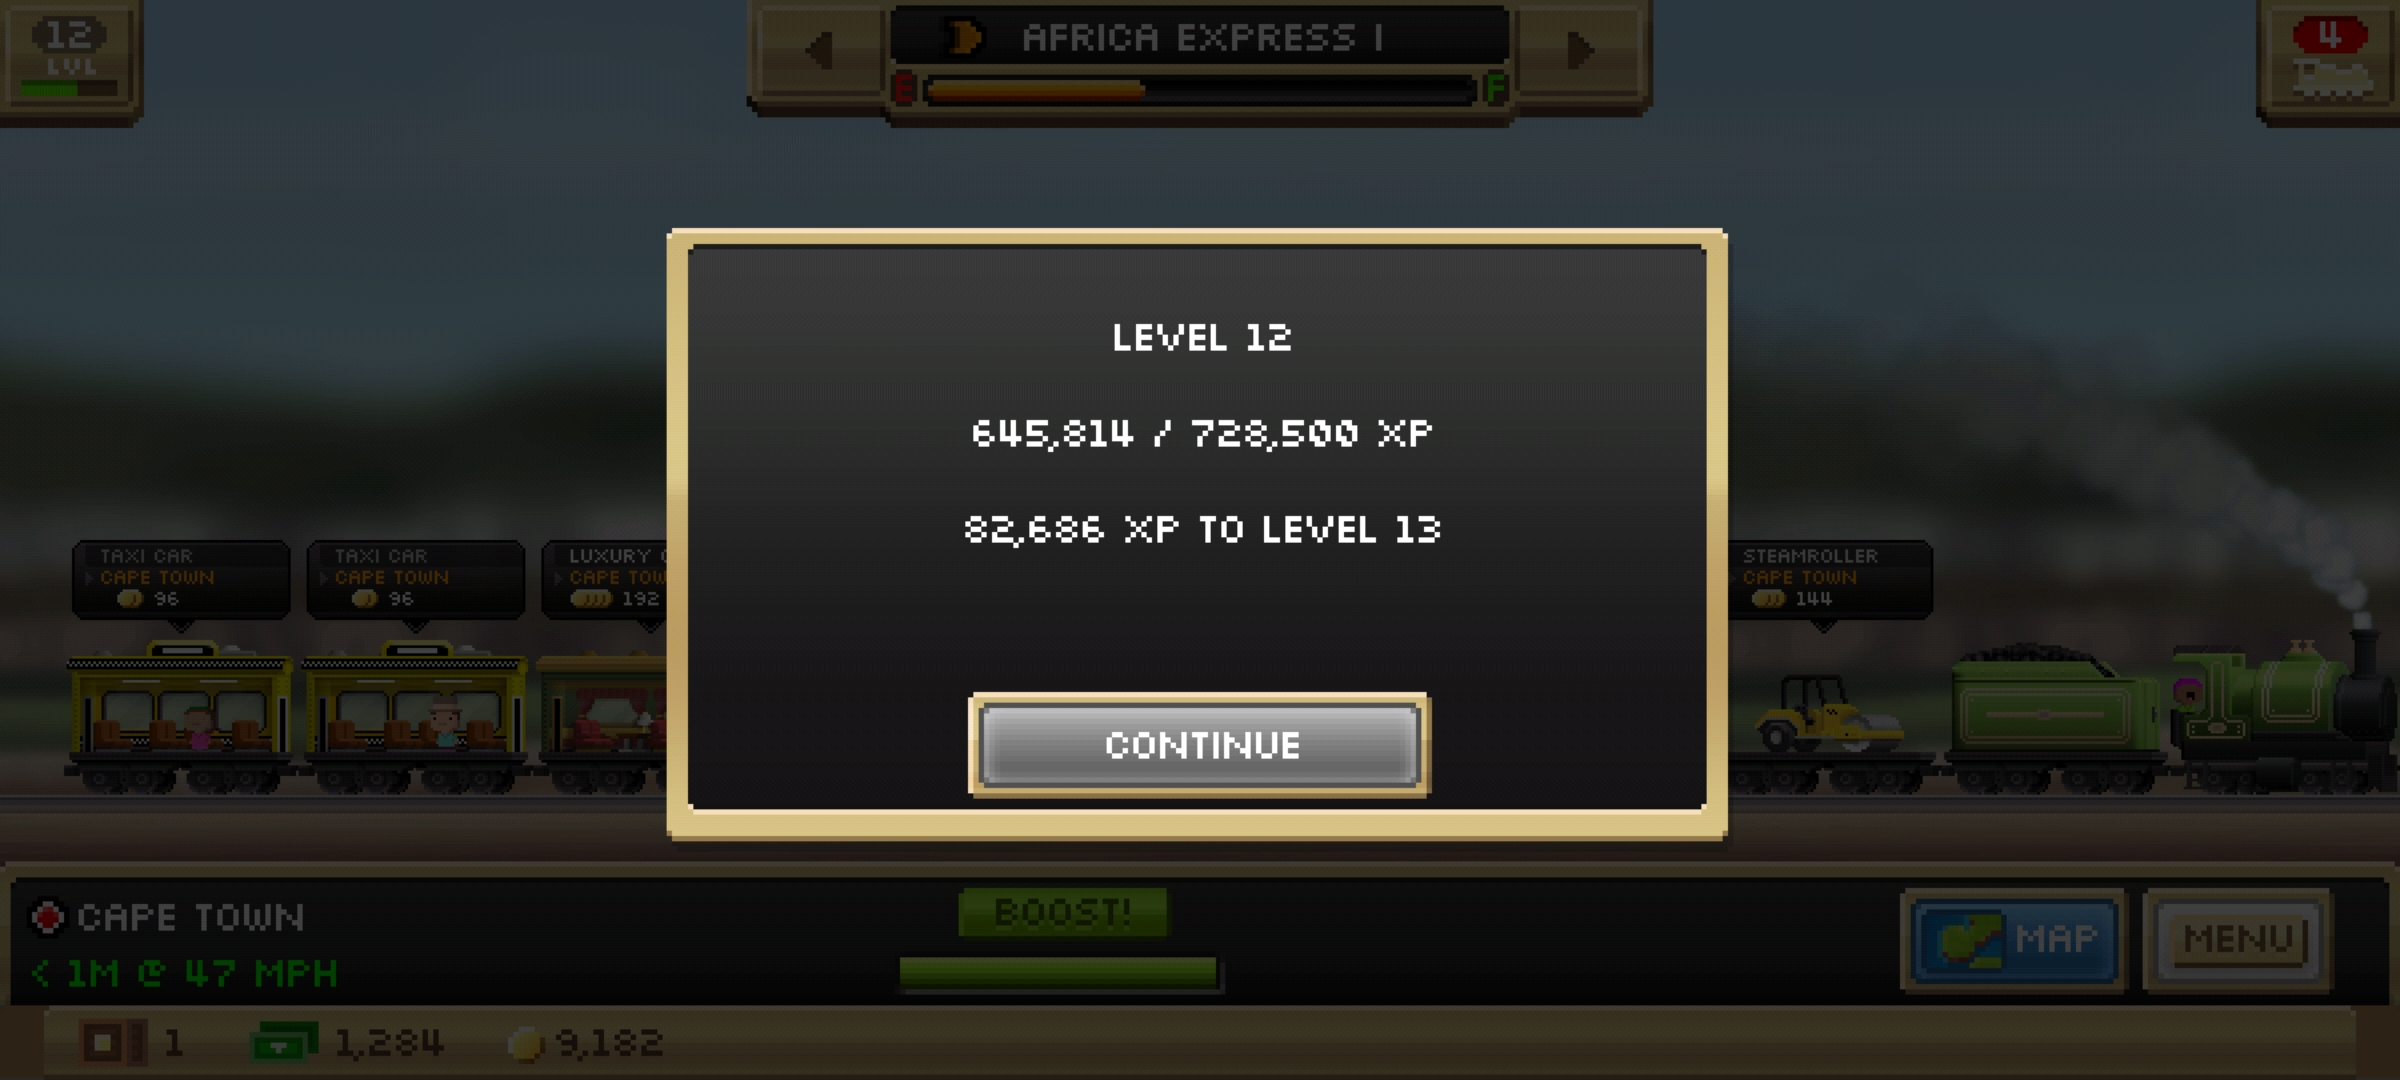 12
LVL
AFRICA EXPRESS I
E
F
4
LEVEL 12
645,814 / 728,500 XP
82,686 XP TO LEVEL 13
CONTINUE
TAXI CAR
CAPE TOWN
96
TAXI CAR
CAPE TOWN
96
LUXURY
CAPE TOW
192
STEAMROLLER
CAPE TOWN
144
CAPE TOWN
< 1M @ 47 MPH
BOOST!
MAP
MENU
1
1,284
9,182